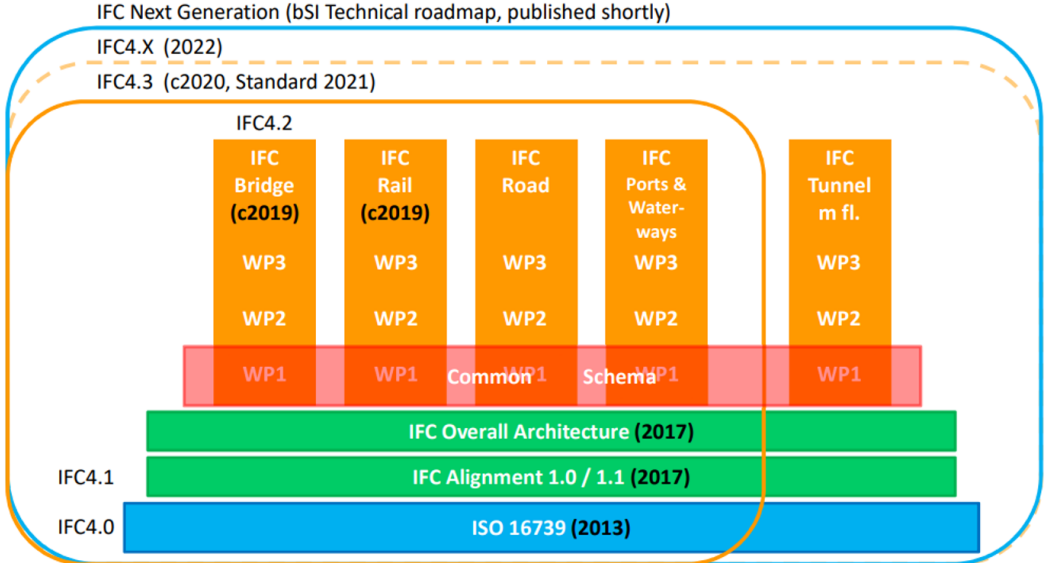 IFC Next Generation (bSI Technical roadmap, published shortly)
IFC4.X (2022)
IFC4.3 (c2020, Standard 2021)
IFC4.2
IFC
Bridge
(c2019)
WP3
WP2
WP1
IFC
Rail
(c2019)
WP3
WP2
WP1
IFC
Road
WP3
WP2
WP1
IFC
Ports &
Water-
ways
WP3
WP2
WP1
IFC
Tunnel
m fl.
WP3
WP2
WP1
Common Schema
IFC Overall Architecture (2017)
IFC4.1
IFC Alignment 1.0 / 1.1 (2017)
IFC4.0
ISO 16739 (2013)